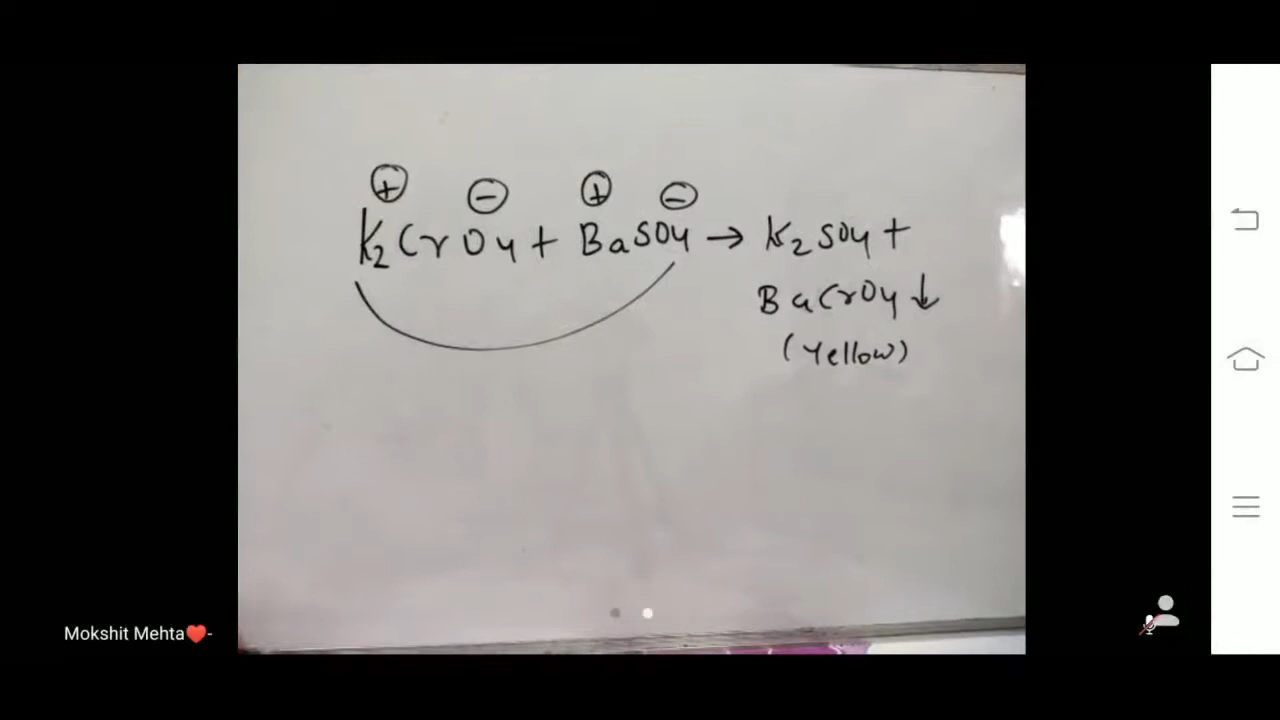 ⊕ ⊖ ⊕ ⊖
K₂CrO₄ + BaSO₄ → K₂SO₄ +
BaCrO₄ ↓
(Yellow)
Mokshit Mehta❤️-